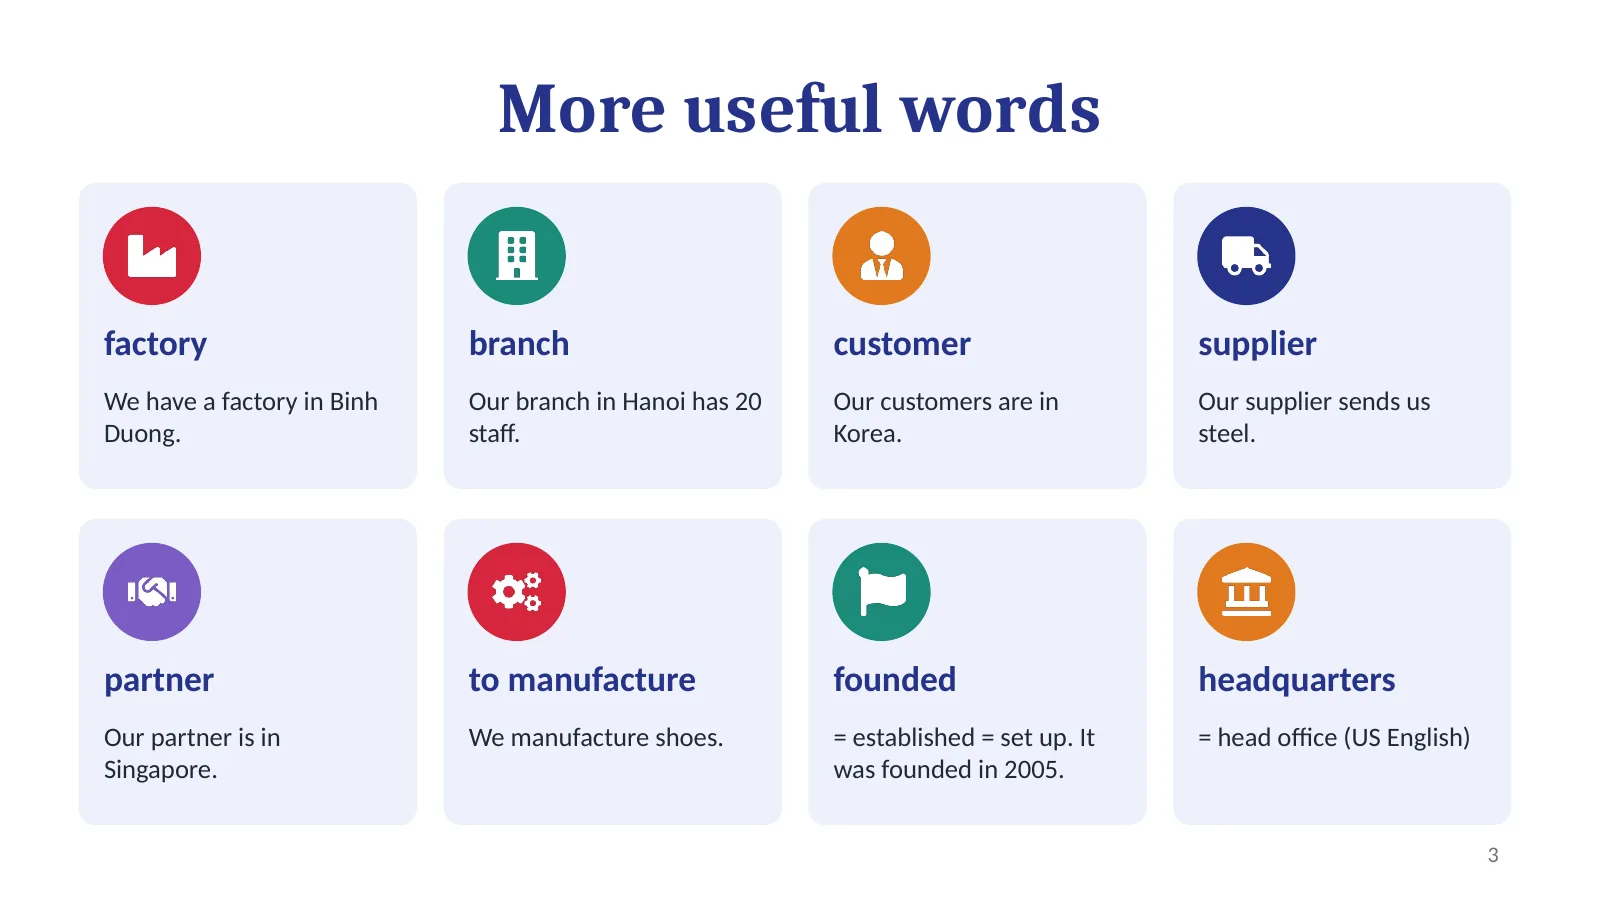 More useful words
factory
We have a factory in Binh
Duong.
branch
Our branch in Hanoi has 20
staff.
customer
Our customers are in
Korea.
supplier
Our supplier sends us
steel.
partner
Our partner is in
Singapore.
to manufacture
We manufacture shoes.
founded
= established = set up. It
was founded in 2005.
headquarters
= head office (US English)
3